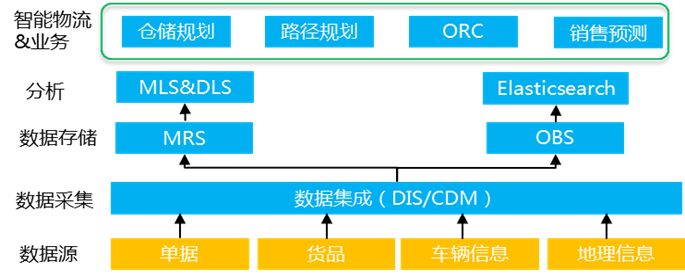 智能物流
&业务
仓储规划
路径规划
ORC
销售预测
分析
MLS&DLS
Elasticsearch
数据存储
MRS
OBS
数据采集
数据集成（DIS/CDM）
数据源
单据
货品
车辆信息
地理信息